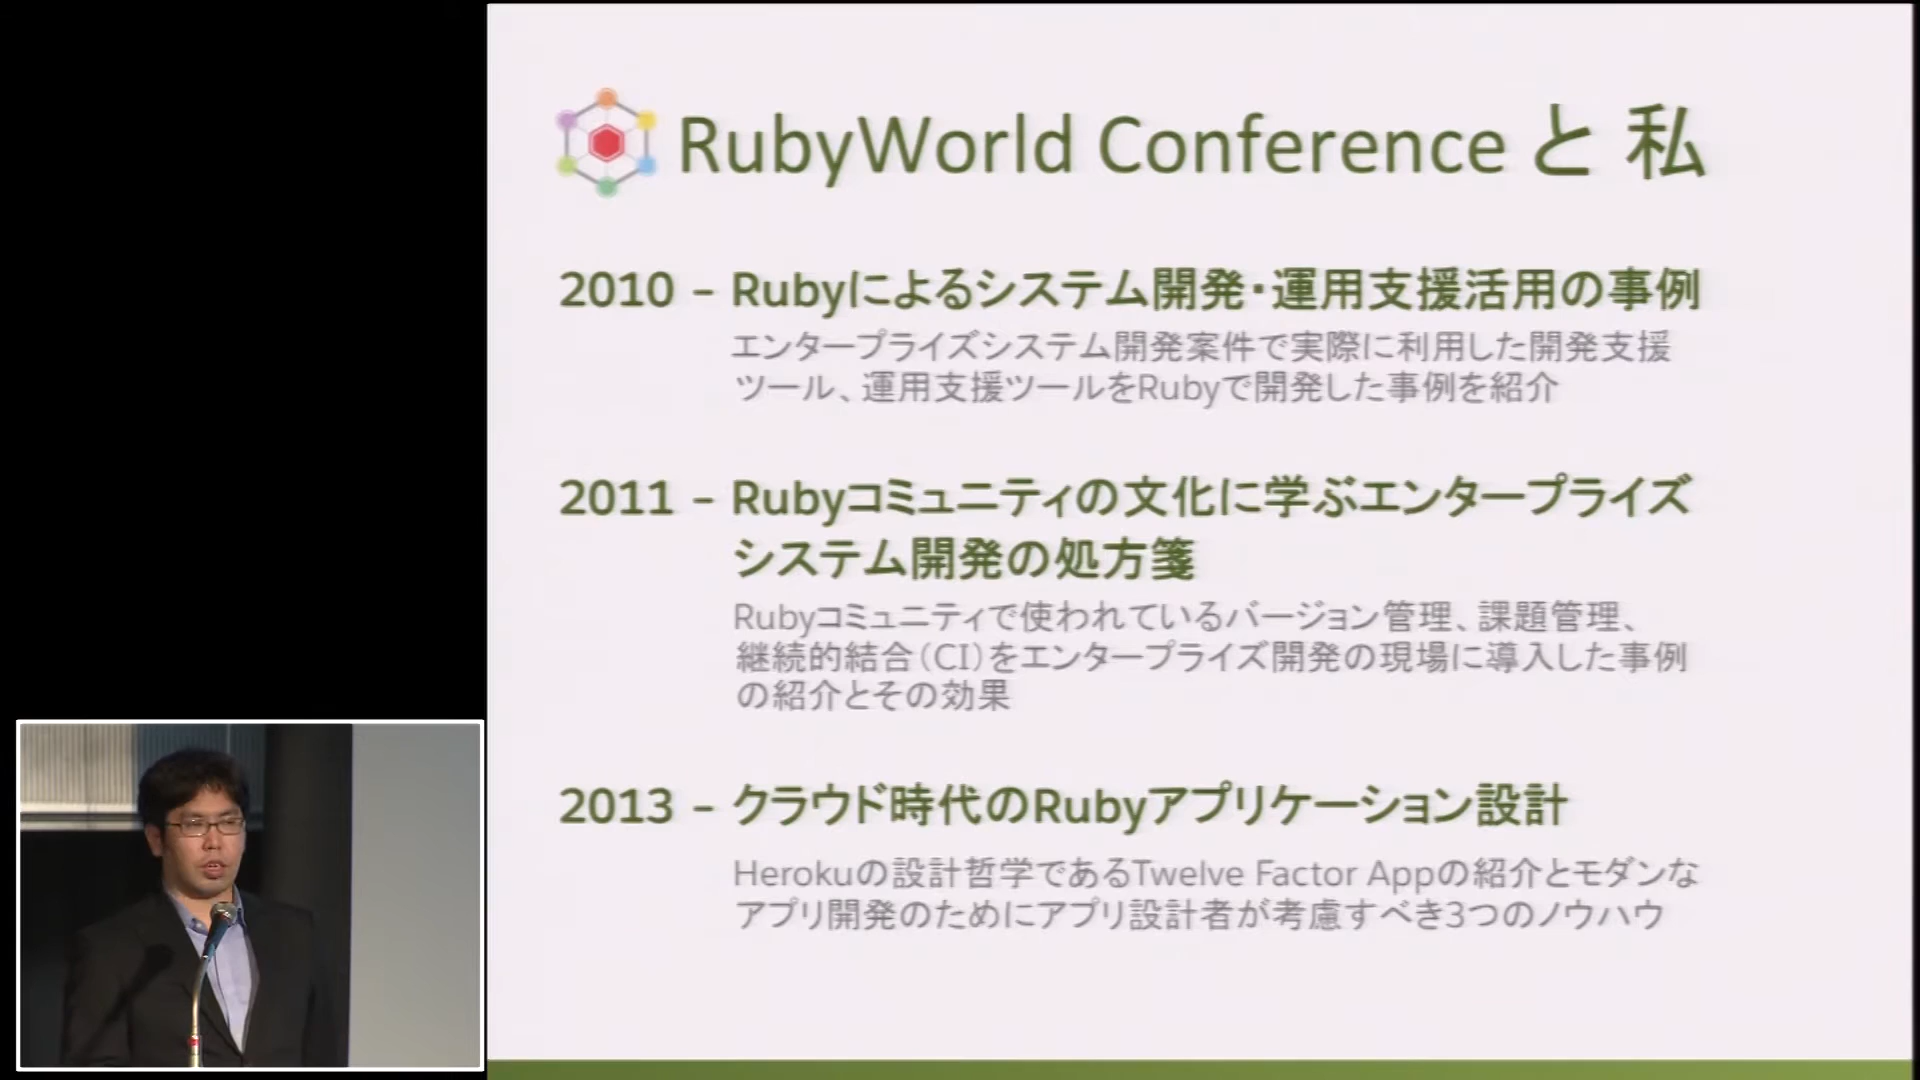 RubyWorld Conference と 私
2010 – Rubyによるシステム開発・運用支援活用の事例
エンタープライズシステム開発案件で実際に利用した開発支援
ツール、運用支援ツールをRubyで開発した事例を紹介
2011 – Rubyコミュニティの文化に学ぶエンタープライズ
システム開発の処方箋
Rubyコミュニティで使われているバージョン管理、課題管理、
継続的結合(CI)をエンタープライズ開発の現場に導入した事例
の紹介とその効果
2013 – クラウド時代のRubyアプリケーション設計
Herokuの設計哲学であるTwelve Factor Appの紹介とモダンな
アプリ開発のためにアプリ設計者が考慮すべき3つのノウハウ